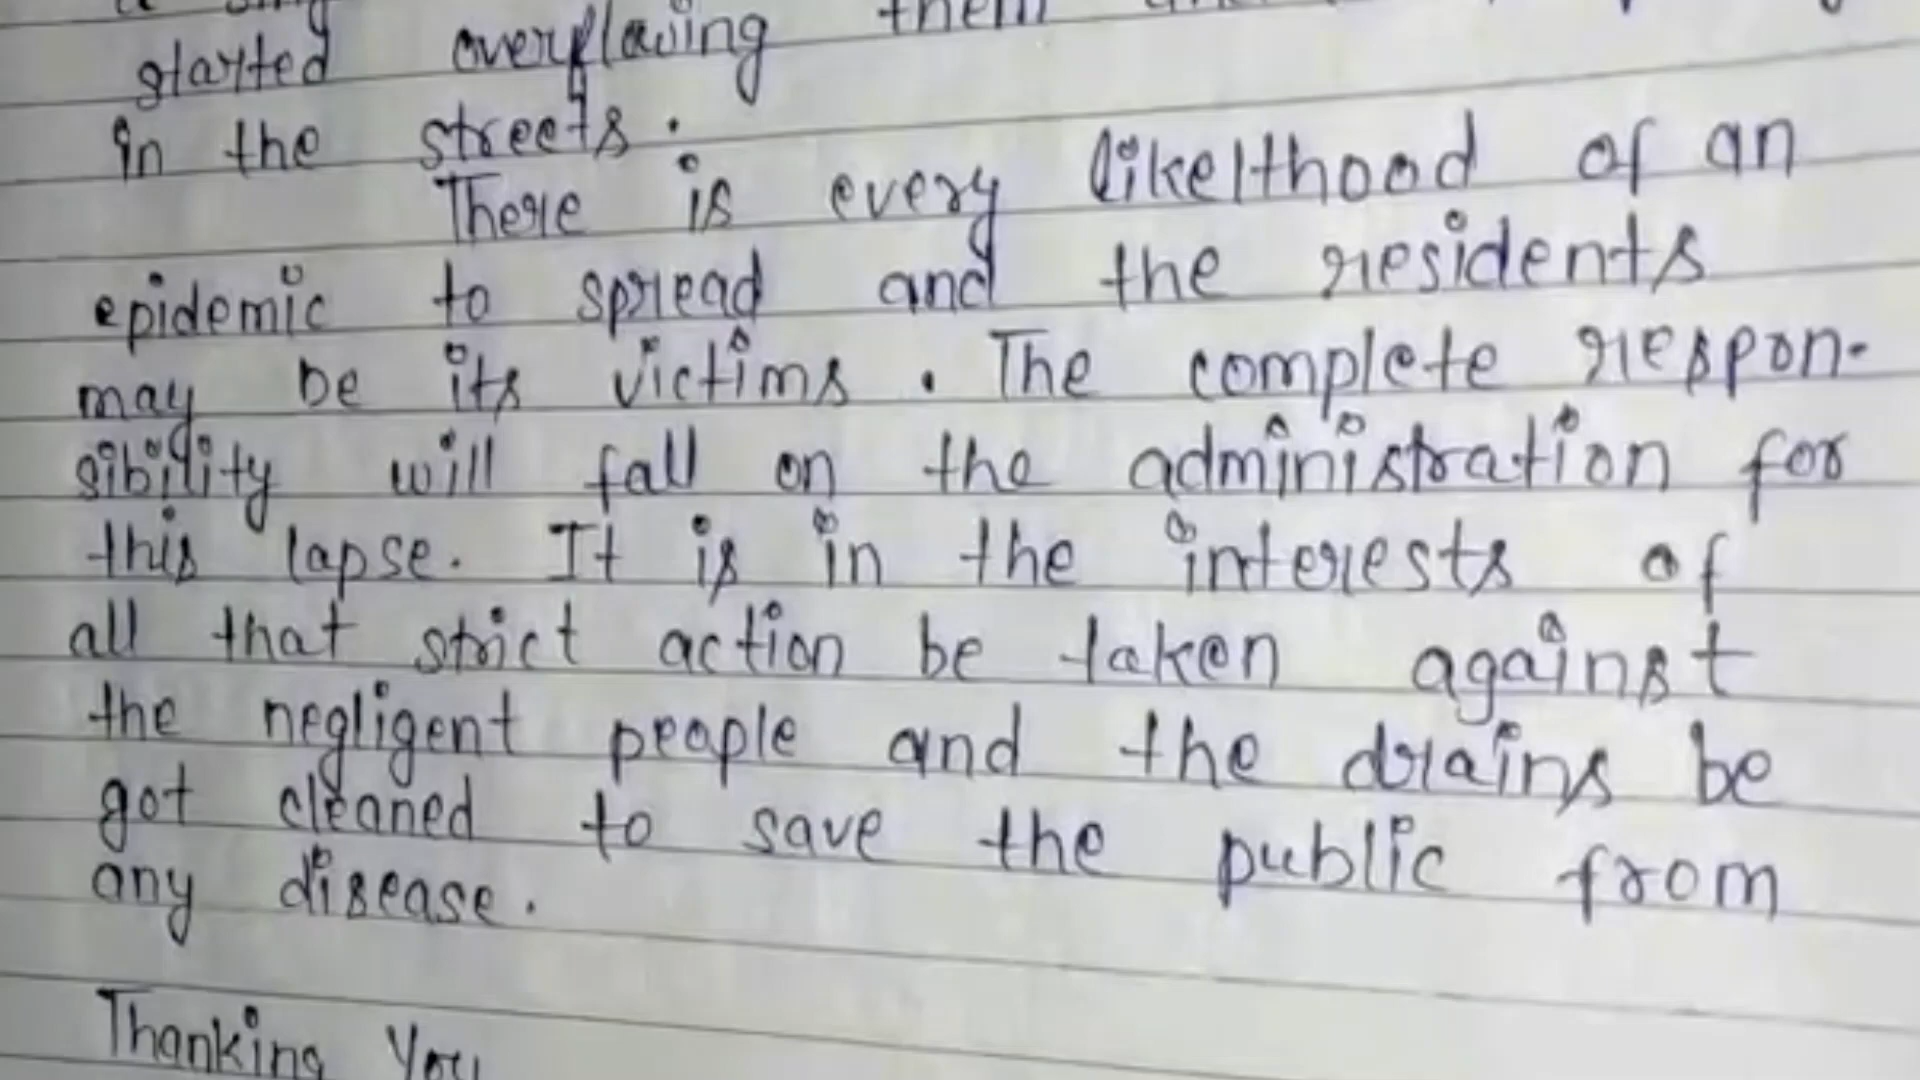 started overflawing them
in the streets.
There is every likelthood of an
epidemic to spread and the residents
may be its victims. The complete respon-
sibility will fall on the administration for
this lapse. It is in the interests of
all that strict action be taken against
the negligent people and the drains be
got cleaned to save the public from
any disease.
Thanking You